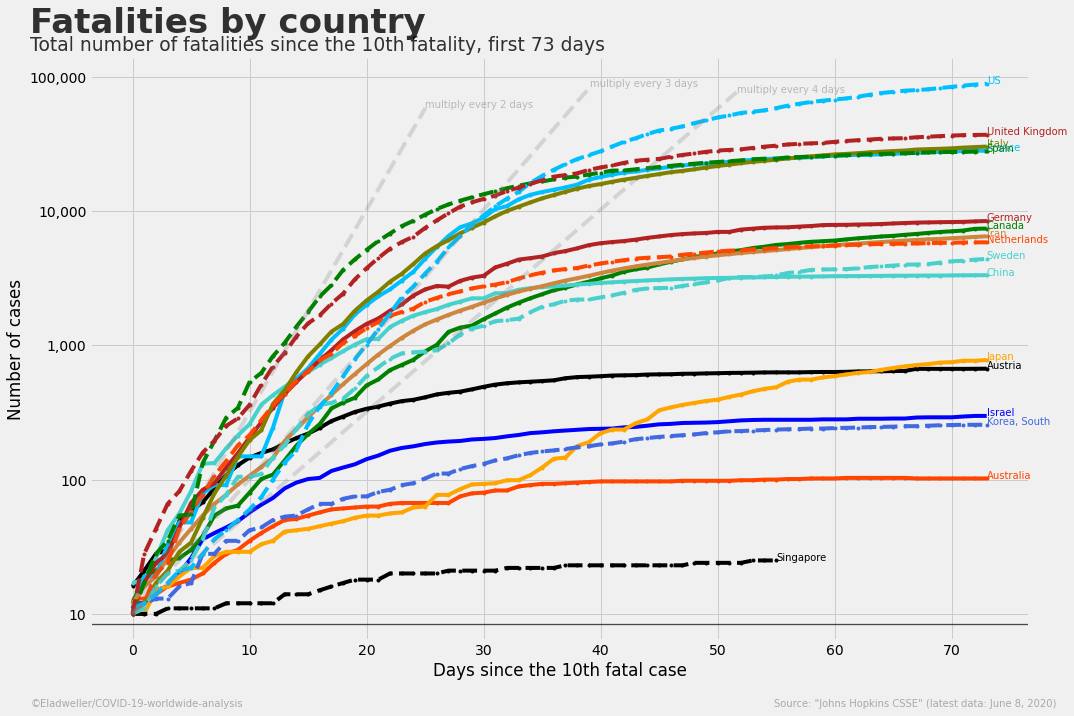 Fatalities by country
Total number of fatalities since the 10th fatality, first 73 days
100,000
10,000
1,000
100
10
Number of cases
multiply every 2 days
multiply every 3 days
multiply every 4 days
US
United Kingdom
Italy
Spain
Germany
Canada
Iran
Netherlands
Sweden
China
Japan
Austria
Israel
Korea, South
Australia
Singapore
0
10
20
30
40
50
60
70
Days since the 10th fatal case
©Eladweller/COVID-19-worldwide-analysis
Source: "Johns Hopkins CSSE" (latest data: June 8, 2020)